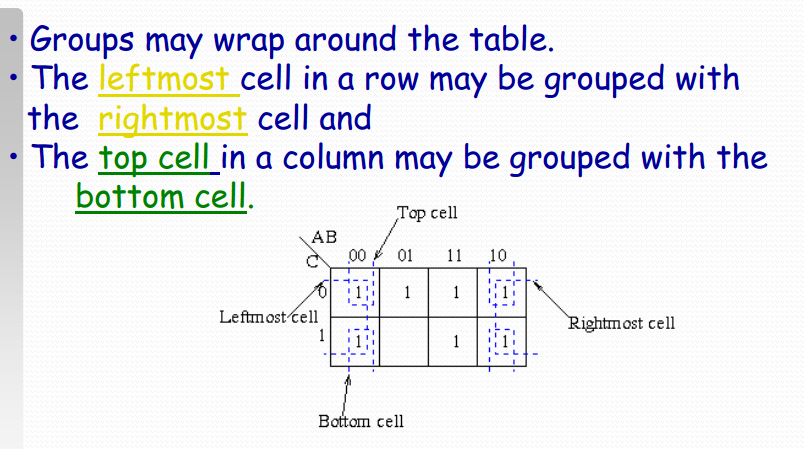 • Groups may wrap around the table.
• The leftmost cell in a row may be grouped with
the rightmost cell and
• The top cell in a column may be grouped with the
bottom cell.
Top cell
AB
C
00 01 11 10
0 1 1 1 1
Leftmost cell
Rightmost cell
1 1 1 1
Bottom cell